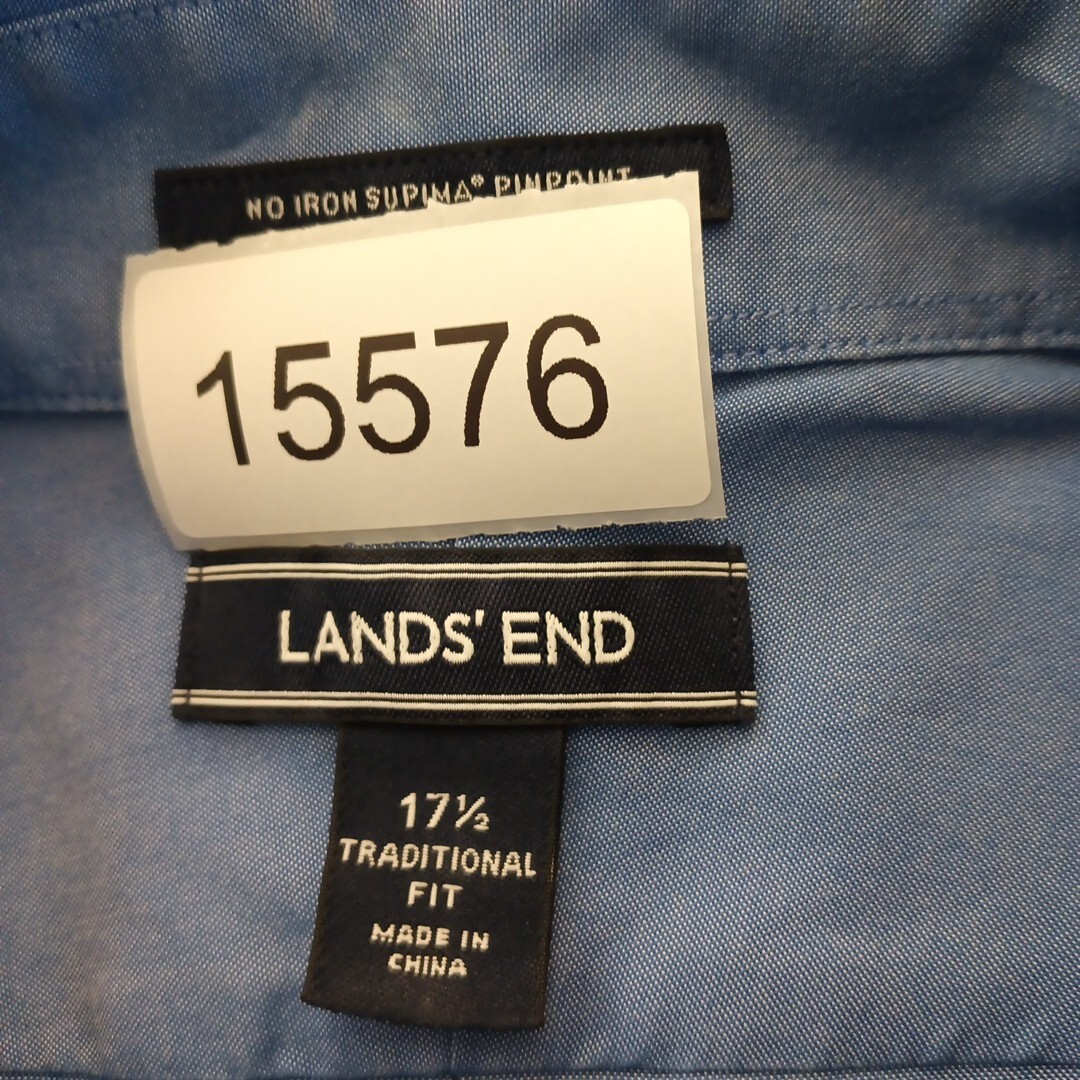 NO IRON SUPIMA® PINPOINT
15576
LANDS' END
17½
TRADITIONAL
FIT
MADE IN
CHINA